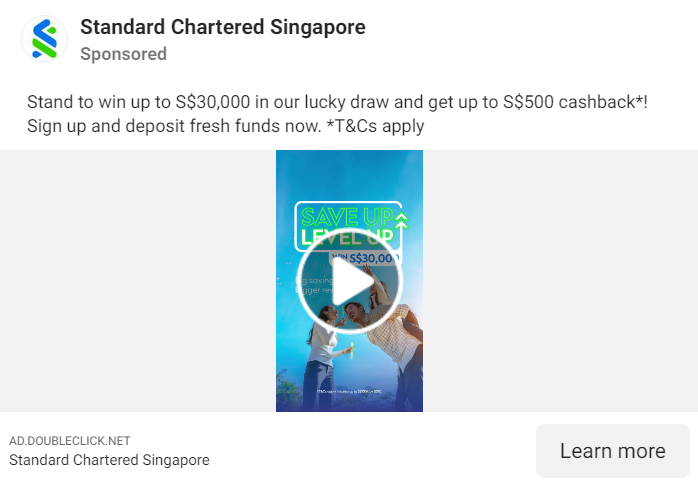 Standard Chartered Singapore
Sponsored
Stand to win up to S$30,000 in our lucky draw and get up to S$500 cashback*!
Sign up and deposit fresh funds now. *T&Cs apply
SAVE UP
LEVEL UP
WIN S$30,000
AD.DOUBLECLICK.NET
Standard Chartered Singapore
Learn more